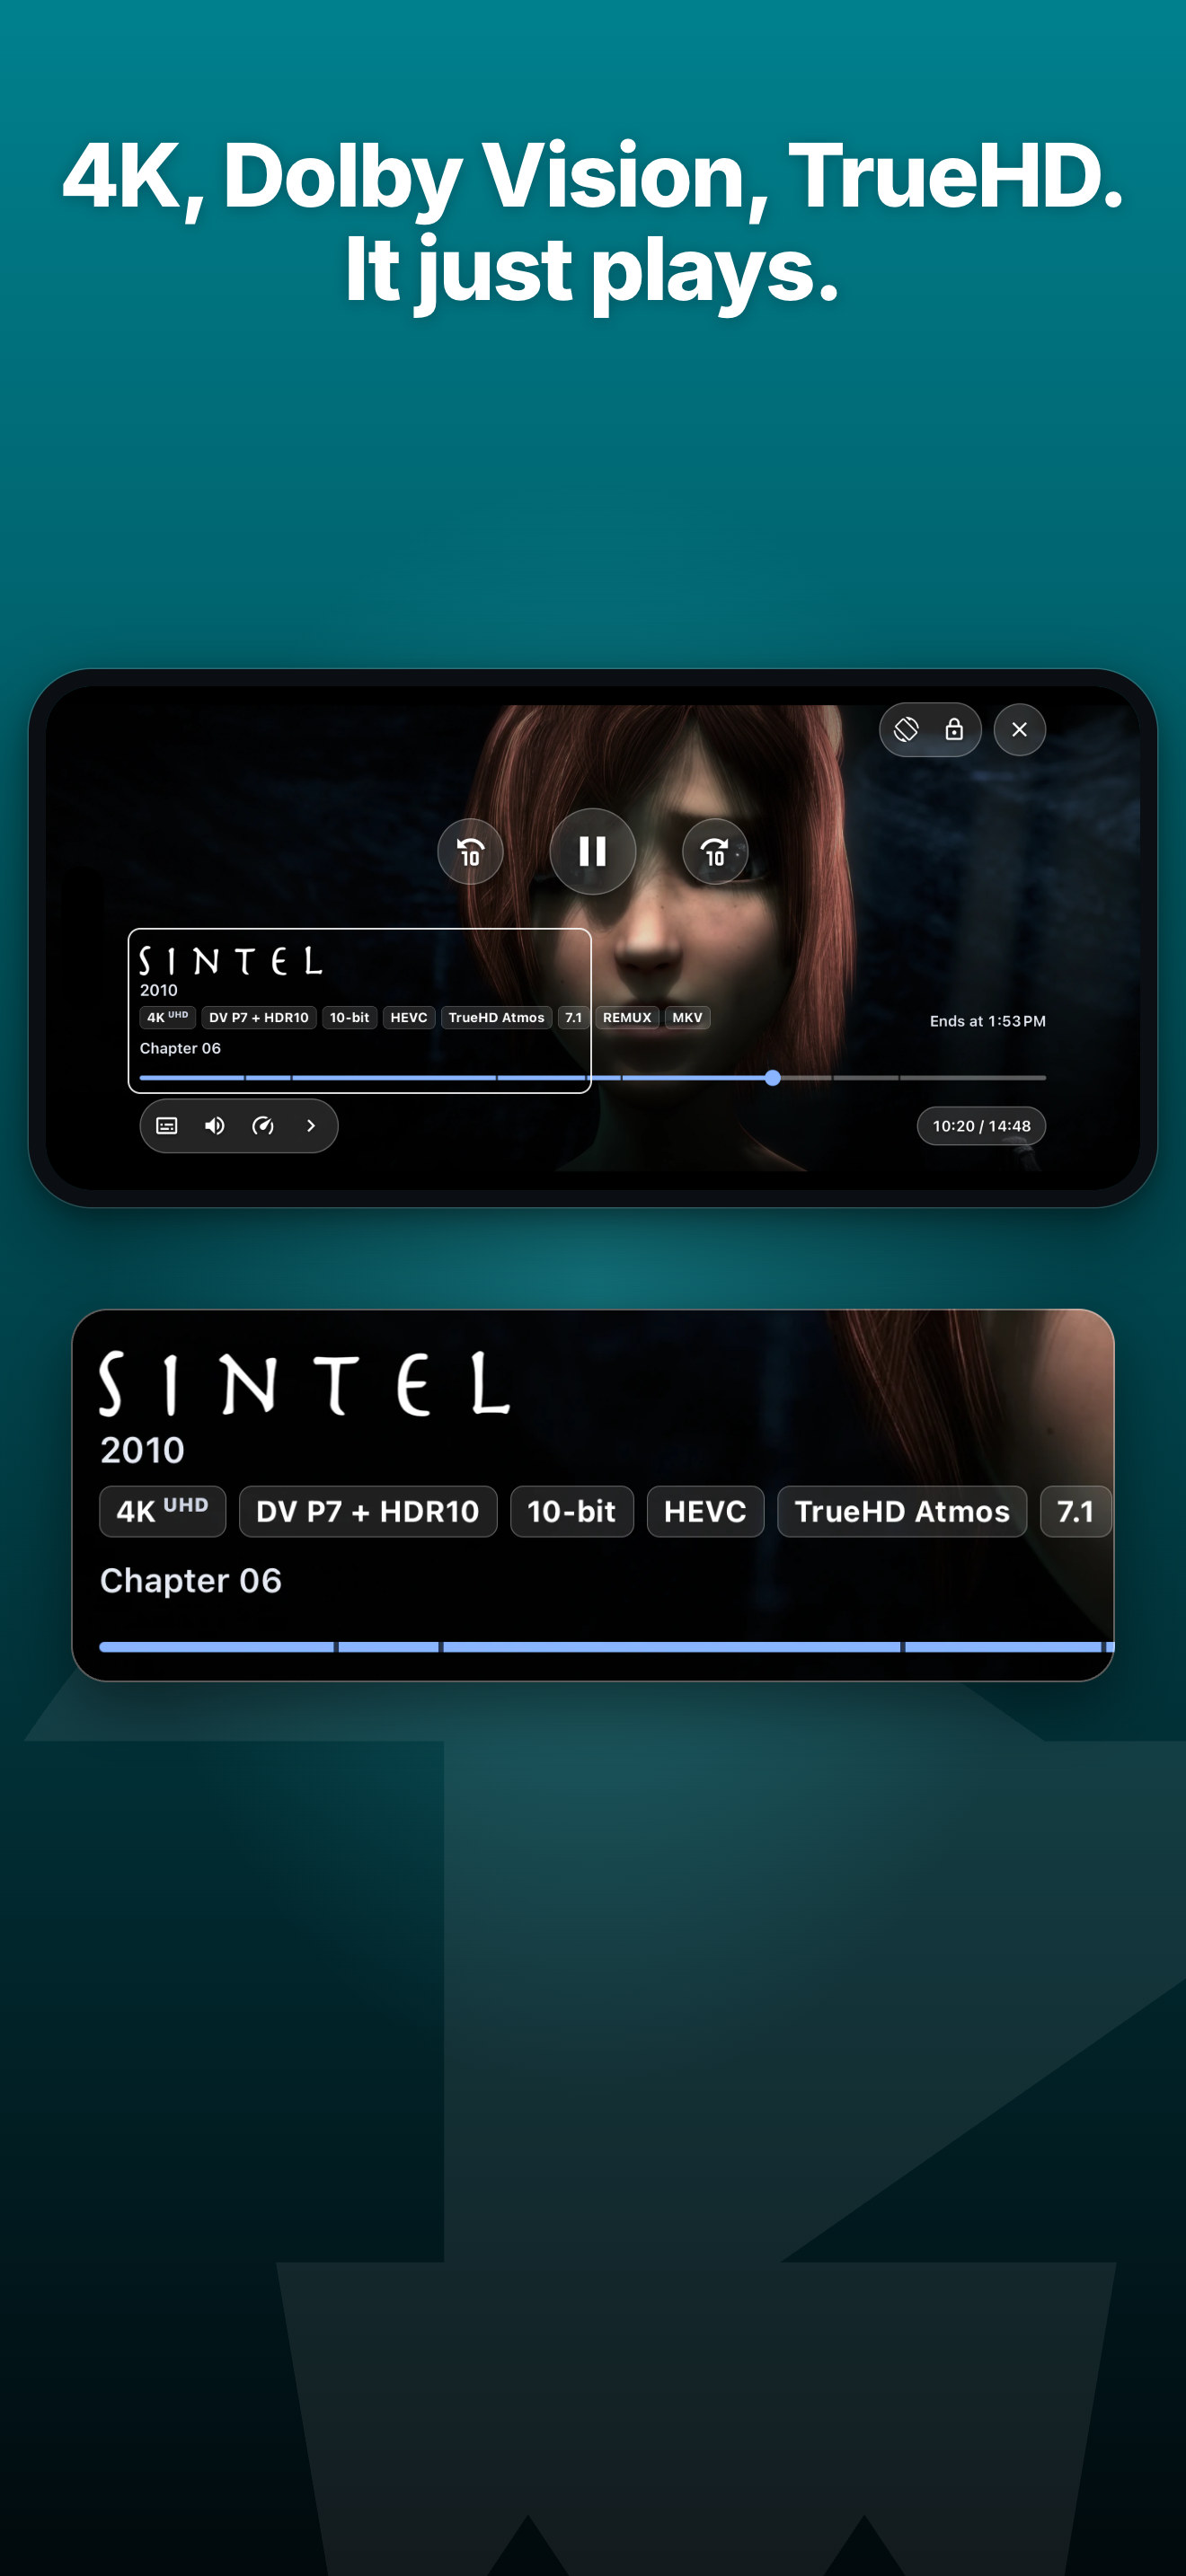 4K, Dolby Vision, TrueHD.
It just plays.
10
10
SINTEL
2010
4K UHD DV P7 + HDR10 10-bit HEVC TrueHD Atmos 7.1 REMUX MKV
Ends at 1:53 PM
Chapter 06
10:20 / 14:48
SINTEL
2010
4K UHD DV P7 + HDR10 10-bit HEVC TrueHD Atmos 7.1
Chapter 06